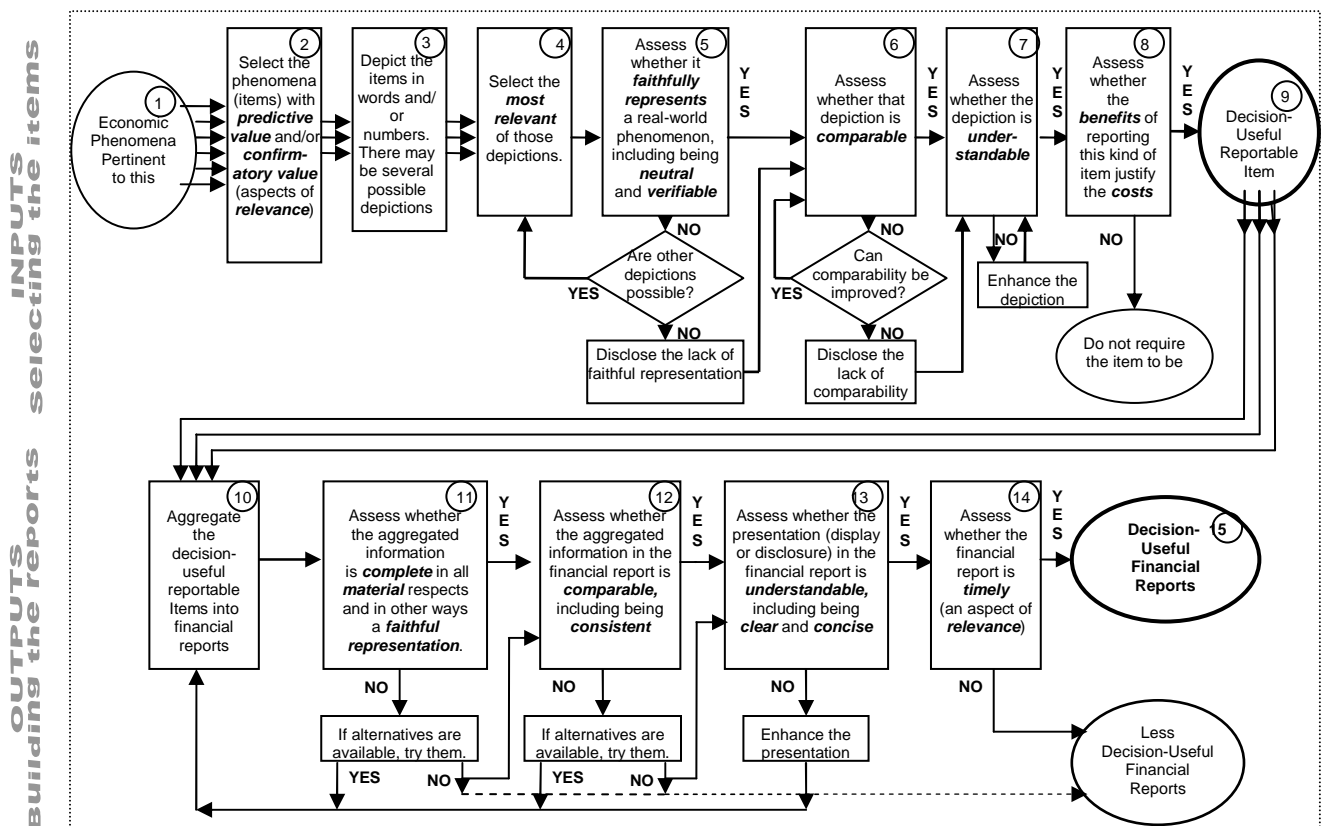 INPUTS
selecting the items
1
Economic
Phenomena
Pertinent
to this
2
Select the
phenomena
(items) with
predictive
value and/or
confirm-
atory value
(aspects of
relevance)
3
Depict the
items in
words and/
or
numbers.
There may
be several
possible
depictions
4
Select the
most
relevant
of those
depictions.
5
Assess
whether it
faithfully
represents
a real-world
phenomenon,
including being
neutral
and verifiable
YES
NO
Are other
depictions
possible?
YES
NO
Disclose the lack of
faithful representation
6
Assess
whether that
depiction is
comparable
YES
NO
Can
comparability be
improved?
YES
NO
Disclose the
lack of
comparability
7
Assess
whether the
depiction is
under-
standable
YES
NO
Enhance the
depiction
8
Assess
whether
the
benefits of
reporting
this kind of
item justify
the costs
YES
NO
Do not require
the item to be
9
Decision-
Useful
Reportable
Item
OUTPUTS
Building the reports
10
Aggregate
the
decision-
useful
reportable
Items into
financial
reports
11
Assess whether
the aggregated
information
is complete in all
material respects
and in other ways
a faithful
representation.
YES
NO
If alternatives are
available, try them.
YES
NO
12
Assess whether
the aggregated
information in the
financial report is
comparable,
including being
consistent
YES
NO
If alternatives are
available, try them.
YES
NO
13
Assess whether the
presentation (display
or disclosure) in the
financial report is
understandable,
including being
clear and concise
YES
NO
Enhance the
presentation
14
Assess
whether the
financial
report is
timely
(an aspect of
relevance)
YES
NO
15
Decision-
Useful
Financial
Reports
Less
Decision-Useful
Financial
Reports